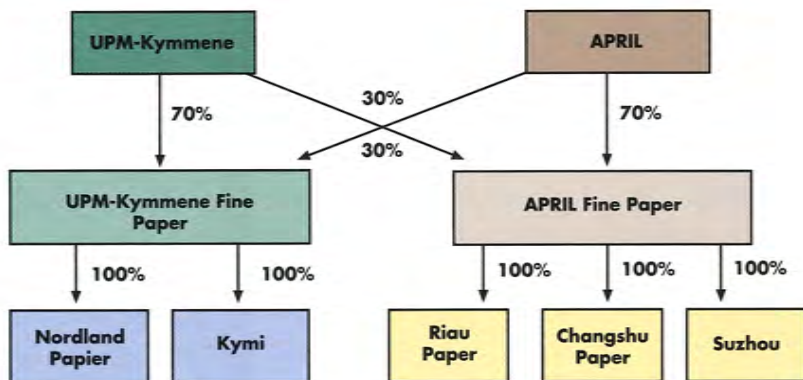 UPM-Kymmene
APRIL
70%
30%
30%
70%
UPM-Kymmene Fine
Paper
APRIL Fine Paper
100%
100%
100%
100%
100%
Nordland
Papier
Kymi
Riau
Paper
Changshu
Paper
Suzhou